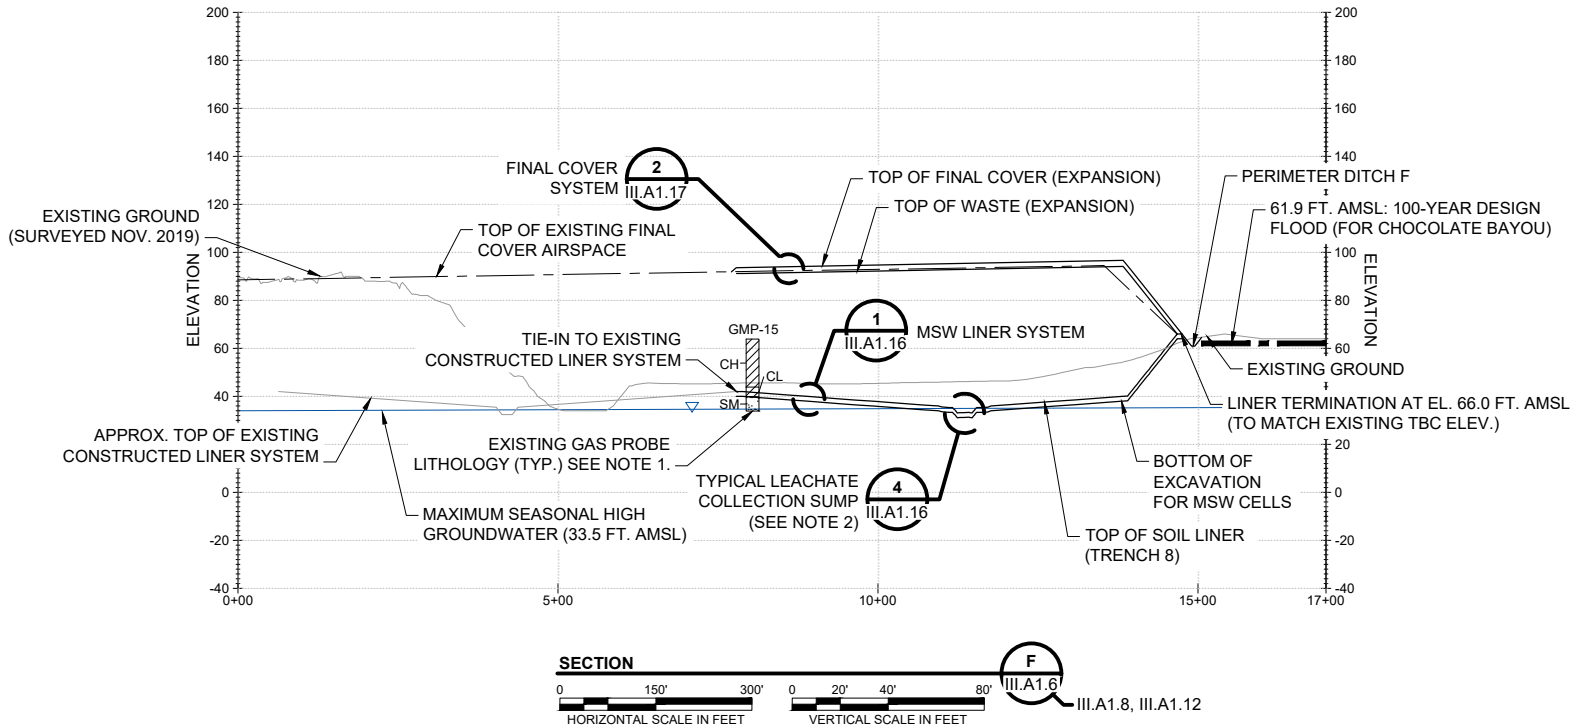 200
180
160
140
120
100
80
60
40
20
0
-20
-40
ELEVATION
200
180
160
140
120
100
80
60
40
20
0
-20
-40
ELEVATION
0+00
5+00
10+00
15+00
17+00
FINAL COVER
SYSTEM
2
III.A1.17
TOP OF FINAL COVER (EXPANSION)
TOP OF WASTE (EXPANSION)
PERIMETER DITCH F
61.9 FT. AMSL: 100-YEAR DESIGN
FLOOD (FOR CHOCOLATE BAYOU)
EXISTING GROUND
(SURVEYED NOV. 2019)
TOP OF EXISTING FINAL
COVER AIRSPACE
TIE-IN TO EXISTING
CONSTRUCTED LINER SYSTEM
GMP-15
CH
CL
SM
1
III.A1.16
MSW LINER SYSTEM
EXISTING GROUND
LINER TERMINATION AT EL. 66.0 FT. AMSL
(TO MATCH EXISTING TBC ELEV.)
APPROX. TOP OF EXISTING
CONSTRUCTED LINER SYSTEM
EXISTING GAS PROBE
LITHOLOGY (TYP.) SEE NOTE 1.
MAXIMUM SEASONAL HIGH
GROUNDWATER (33.5 FT. AMSL)
TYPICAL LEACHATE
COLLECTION SUMP
(SEE NOTE 2)
4
III.A1.16
BOTTOM OF
EXCAVATION
FOR MSW CELLS
TOP OF SOIL LINER
(TRENCH 8)
SECTION
F
III.A1.6
III.A1.8, III.A1.12
0 150' 300'
HORIZONTAL SCALE IN FEET
0 20' 40' 80'
VERTICAL SCALE IN FEET